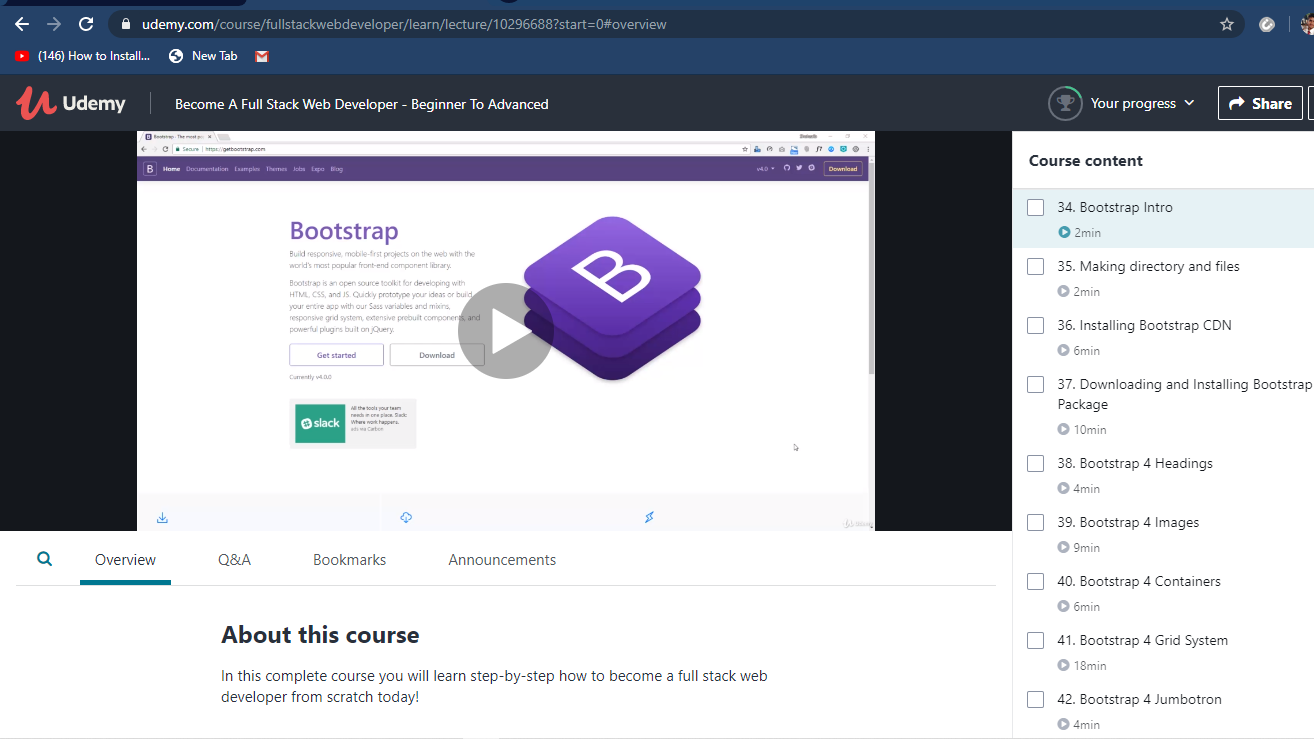 udemy.com/course/fullstackwebdeveloper/learn/lecture/10296688?start=0#overview
(146) How to Install... New Tab
Udemy Become A Full Stack Web Developer - Beginner To Advanced Your progress Share
Bootstrap · The most po
Secure https://getbootstrap.com
B Home Documentation Examples Themes Jobs Expo Blog v4.0 Download
Bootstrap
Build responsive, mobile-first projects on the web with the
world's most popular front-end component library.
Bootstrap is an open source toolkit for developing with
HTML, CSS, and JS. Quickly prototype your ideas or build
your entire app with our Sass variables and mixins,
responsive grid system, extensive prebuilt components, and
powerful plugins built on jQuery.
Get started Download
Currently v4.0.0
B
slack
All the tools your team
needs in one place. Slack:
Where work happens.
ads via Carbon
Udemy
Overview Q&A Bookmarks Announcements
About this course
In this complete course you will learn step-by-step how to become a full stack web
developer from scratch today!
Course content
34. Bootstrap Intro
2min
35. Making directory and files
2min
36. Installing Bootstrap CDN
6min
37. Downloading and Installing Bootstrap
Package
10min
38. Bootstrap 4 Headings
4min
39. Bootstrap 4 Images
9min
40. Bootstrap 4 Containers
6min
41. Bootstrap 4 Grid System
18min
42. Bootstrap 4 Jumbotron
4min